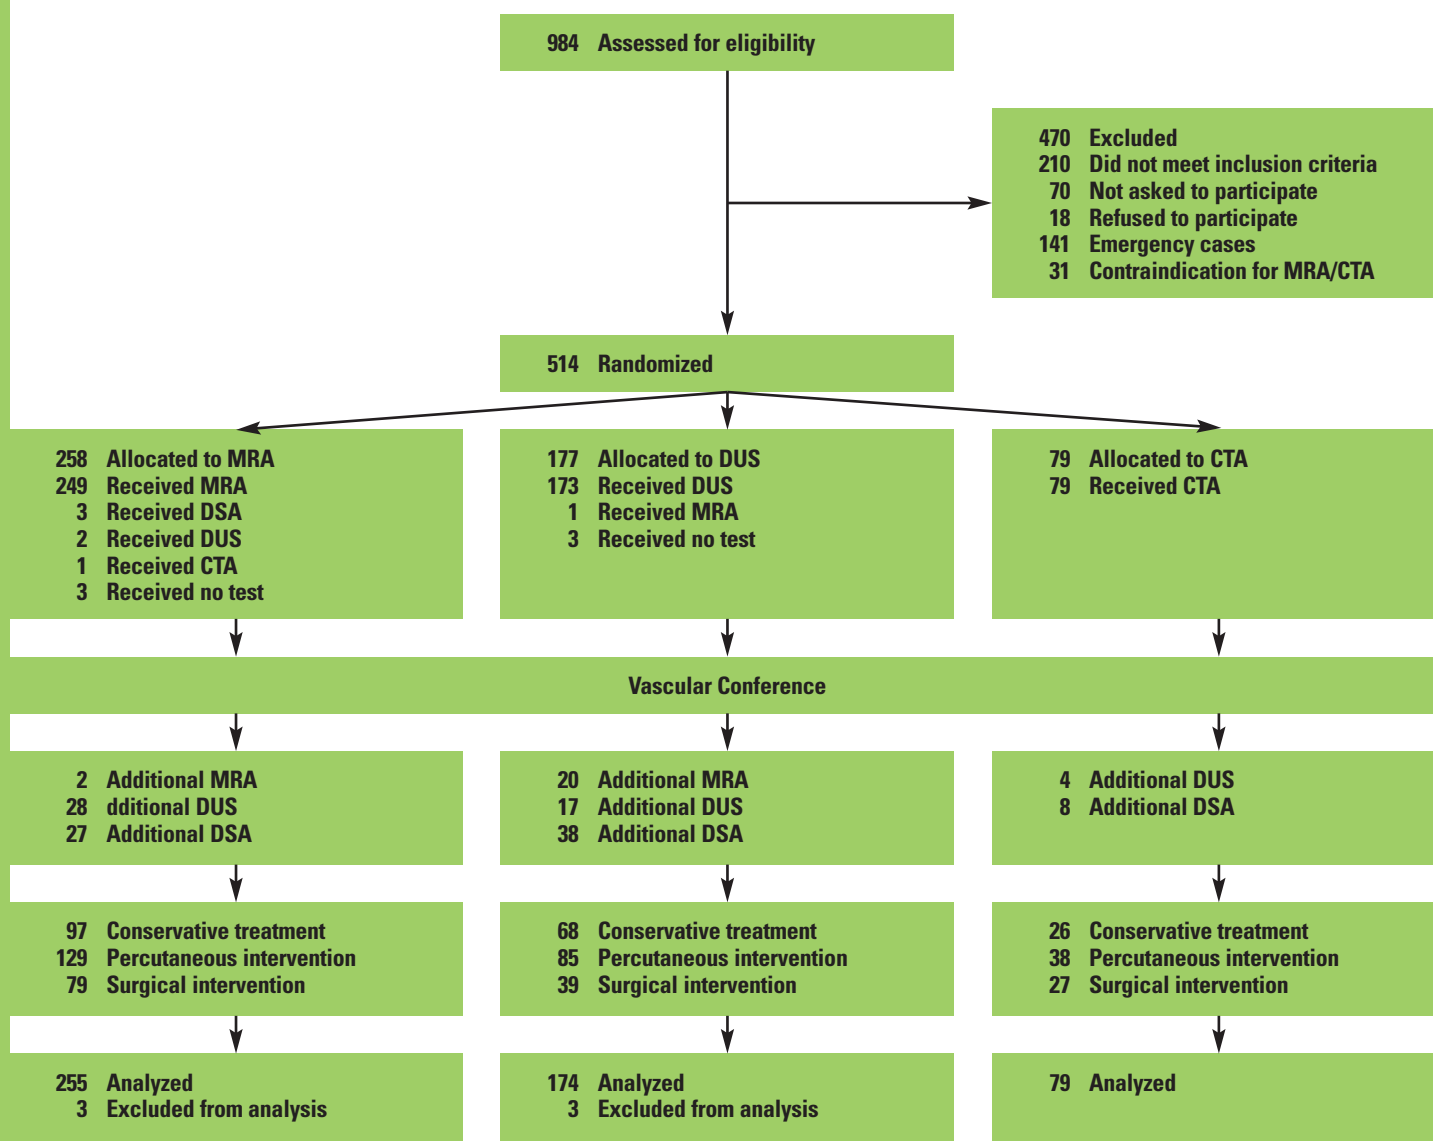 984 Assessed for eligibility
470 Excluded
210 Did not meet inclusion criteria
70 Not asked to participate
18 Refused to participate
141 Emergency cases
31 Contraindication for MRA/CTA
514 Randomized
258 Allocated to MRA
249 Received MRA
3 Received DSA
2 Received DUS
1 Received CTA
3 Received no test
177 Allocated to DUS
173 Received DUS
1 Received MRA
3 Received no test
79 Allocated to CTA
79 Received CTA
Vascular Conference
2 Additional MRA
28 dditional DUS
27 Additional DSA
20 Additional MRA
17 Additional DUS
38 Additional DSA
4 Additional DUS
8 Additional DSA
97 Conservative treatment
129 Percutaneous intervention
79 Surgical intervention
68 Conservative treatment
85 Percutaneous intervention
39 Surgical intervention
26 Conservative treatment
38 Percutaneous intervention
27 Surgical intervention
255 Analyzed
3 Excluded from analysis
174 Analyzed
3 Excluded from analysis
79 Analyzed